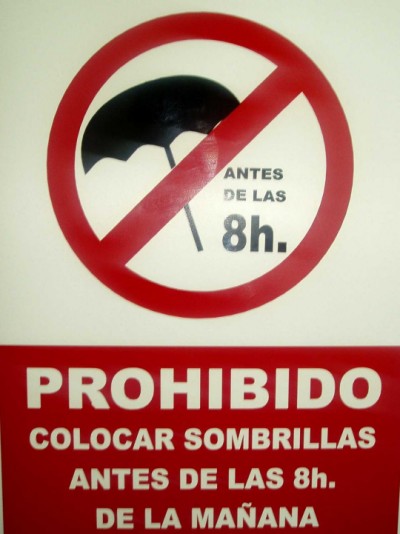 ANTES
DE LAS
8h.
PROHIBIDO
COLOCAR SOMBRILLAS
ANTES DE LAS 8h.
DE LA MAÑANA